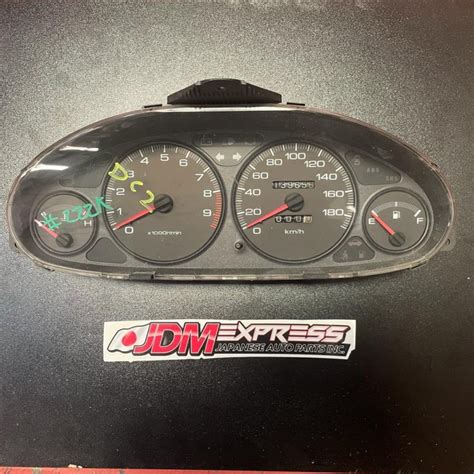 DC2
#222K
H
0 1 2 3 4 5 6 7 8 9
x1000r/min
0 20 40 60 80 100 120 140 160 180
km/h
E F
JDM EXPRESS
JAPANESE AUTO PARTS INC.